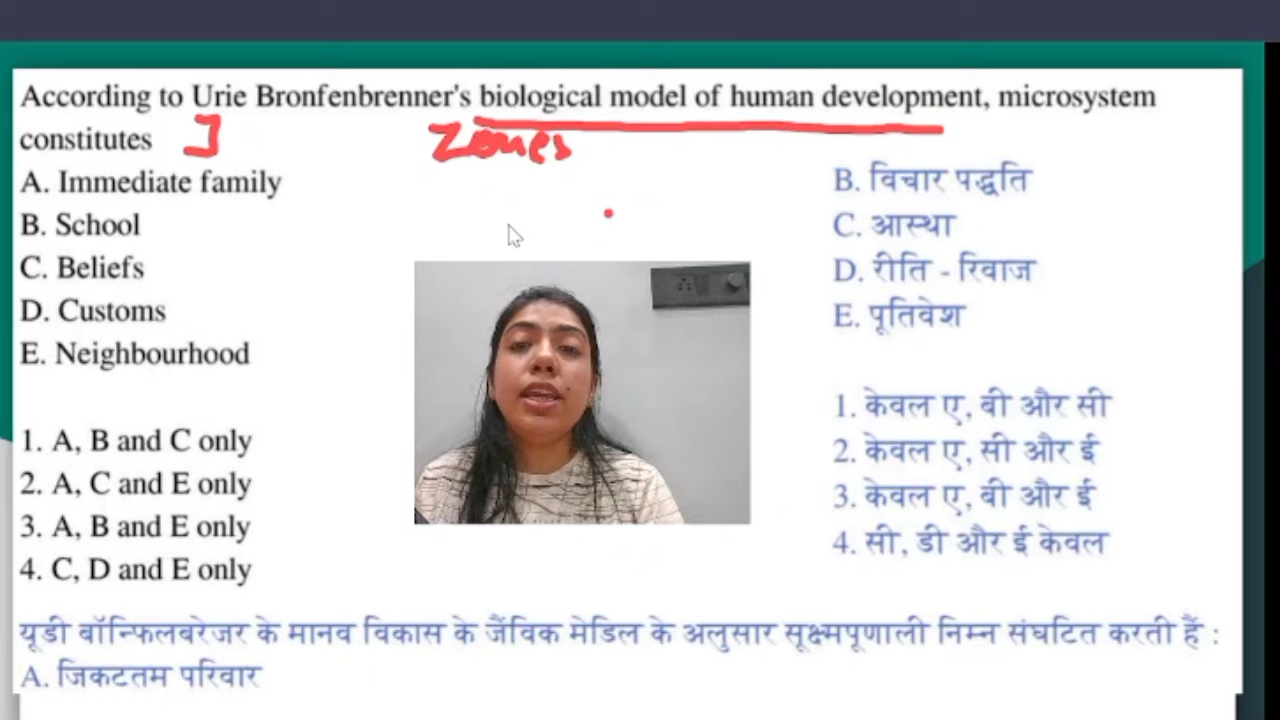 According to Urie Bronfenbrenner's biological model of human development, microsystem
constitutes
zones
A. Immediate family
B. School
C. Beliefs
D. Customs
E. Neighbourhood
1. A, B and C only
2. A, C and E only
3. A, B and E only
4. C, D and E only
यूडी बॉन्फिलबरेजर के मानव विकास के जैविक मेडिल के अलुसार सूक्ष्मपूणाली निम्न संघटित करती हैं :
A. जिकटतम परिवार
B. विचार पद्धति
C. आस्था
D. रीति - रिवाज
E. पूतिवेश
1. केवल ए, बी और सी
2. केवल ए, सी और ई
3. केवल ए, बी और ई
4. सी, डी और ई केवल